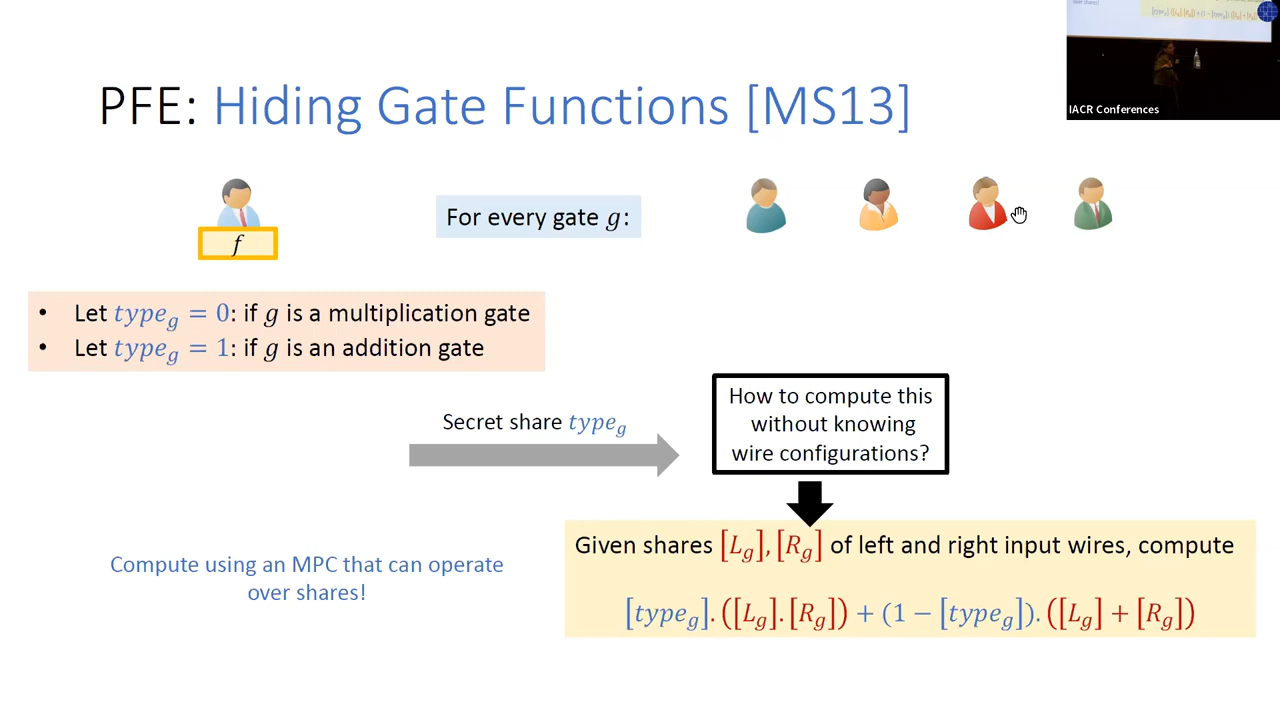 PFE: Hiding Gate Functions [MS13]
IACR Conferences
f
For every gate g:
• Let type_g = 0: if g is a multiplication gate
• Let type_g = 1: if g is an addition gate
Secret share type_g
How to compute this
without knowing
wire configurations?
Given shares [L_g], [R_g] of left and right input wires, compute
[type_g]. ([L_g]. [R_g]) + (1 − [type_g]). ([L_g] + [R_g])
Compute using an MPC that can operate
over shares!